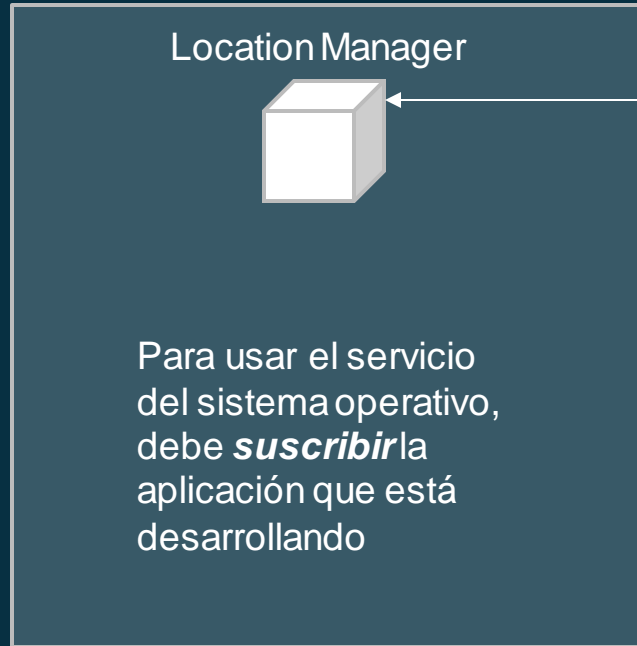 Location Manager
Para usar el servicio
del sistema operativo,
debe suscribir la
aplicación que está
desarrollando